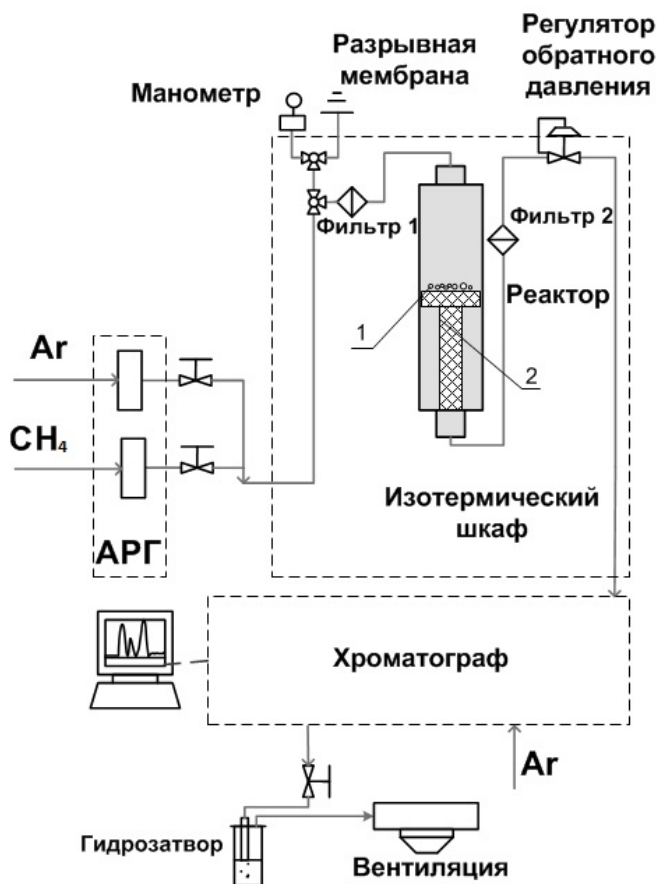 Регулятор
обратного
давления
Разрывная
мембрана
Манометр
Фильтр 1
Фильтр 2
Реактор
1
2
Ar
CH4
АРГ
Изотермический
шкаф
Хроматограф
Ar
Гидрозатвор
Вентиляция